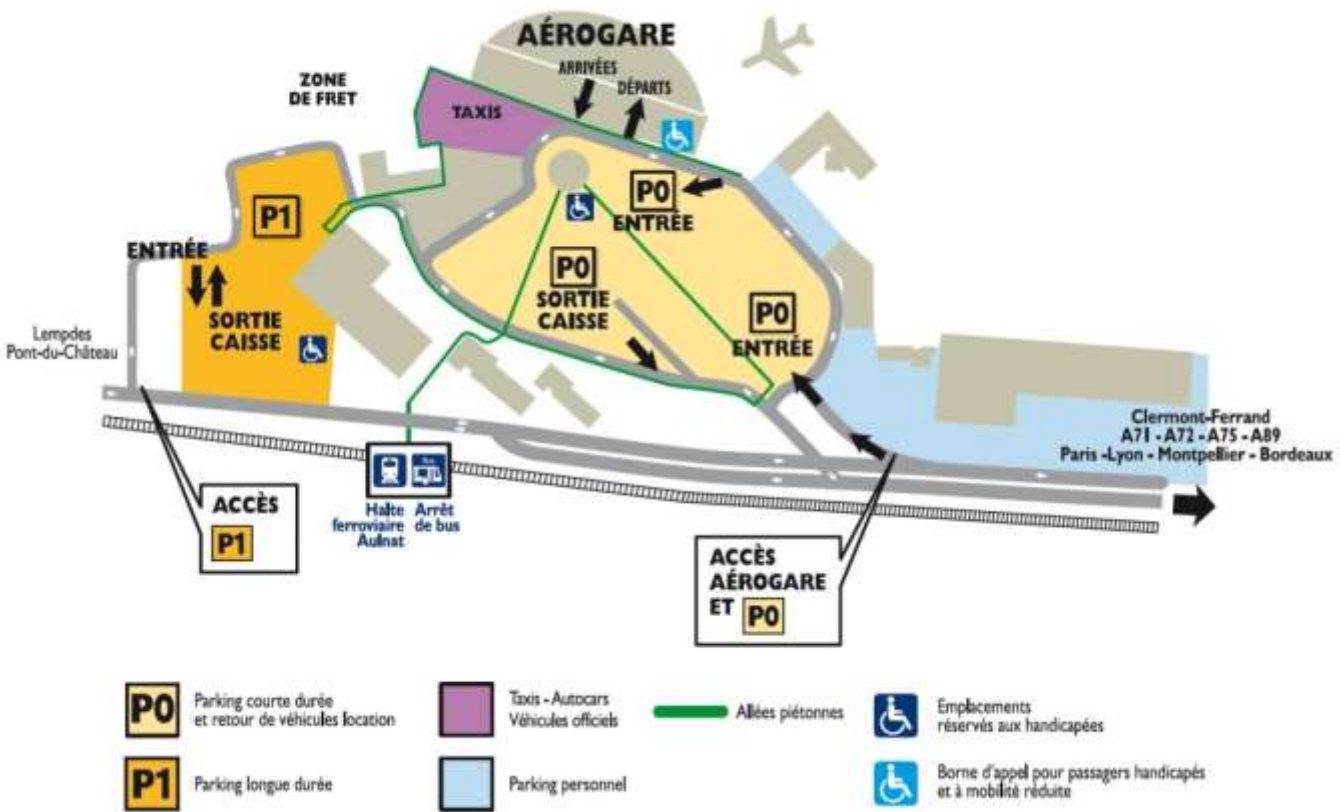 AÉROGARE
ARRIVÉES
DÉPARTS
ZONE
DE FRET
TAXIS
P0
ENTRÉE
P1
ENTRÉE
P0
SORTIE
CAISSE
P0
ENTRÉE
SORTIE
CAISSE
Lempdes
Pont-du-Château
Clermont-Ferrand
A71 - A72 - A75 - A89
Paris -Lyon - Montpellier - Bordeaux
ACCÈS
P1
Halte
ferroviaire
Aulnat
Arrêt
de bus
ACCÈS
AÉROGARE
ET P0
P0 Parking courte durée
et retour de véhicules location
Taxis - Autocars
Véhicules officiels
Allées piétonnes
Emplacements
réservés aux handicapées
P1 Parking longue durée
Parking personnel
Borne d'appel pour passagers handicapés
et à mobilité réduite